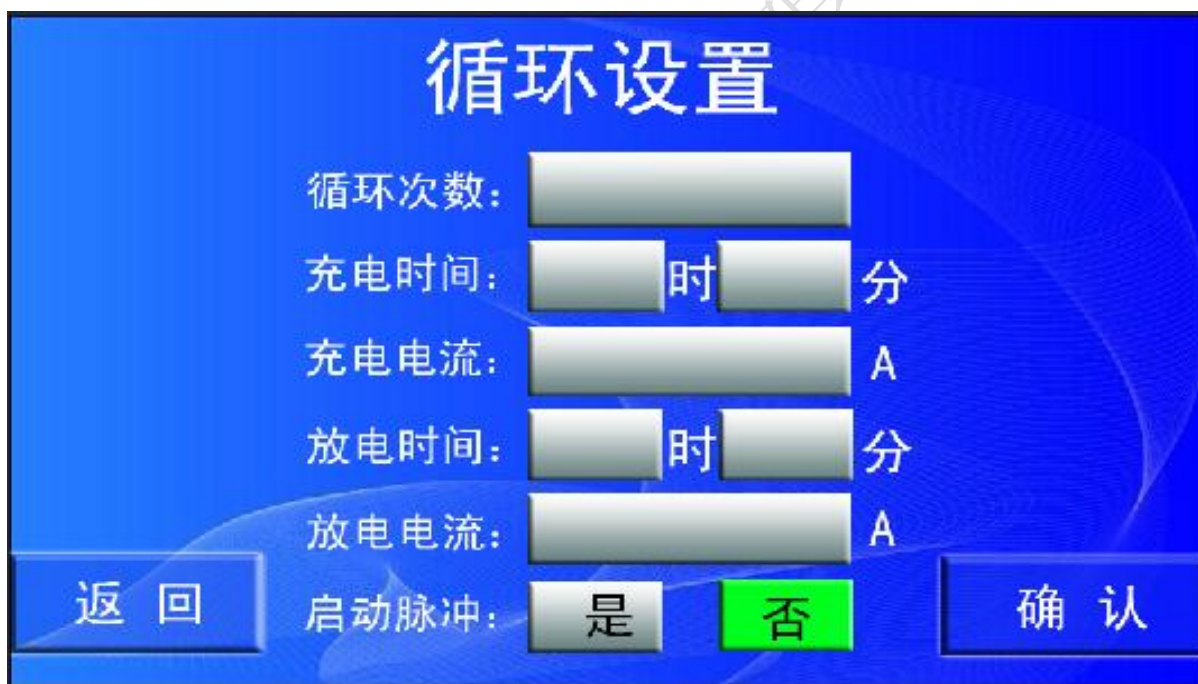 循环设置
循环次数：
充电时间： 时 分
充电电流： A
放电时间： 时 分
放电电流： A
启动脉冲： 是 否
返 回
确 认